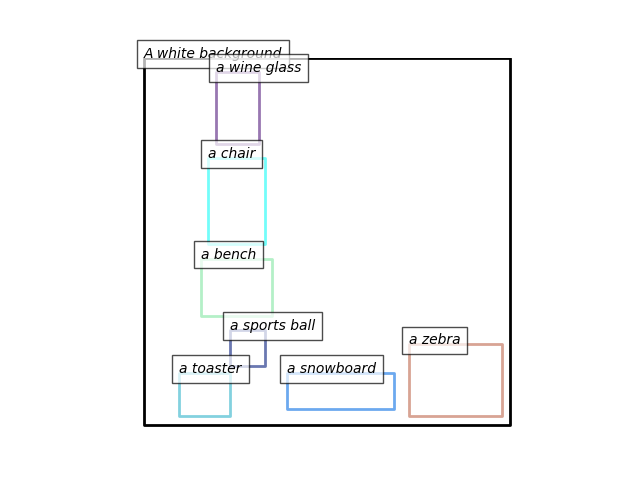 A white background
a wine glass
a chair
a bench
a sports ball
a zebra
a toaster
a snowboard